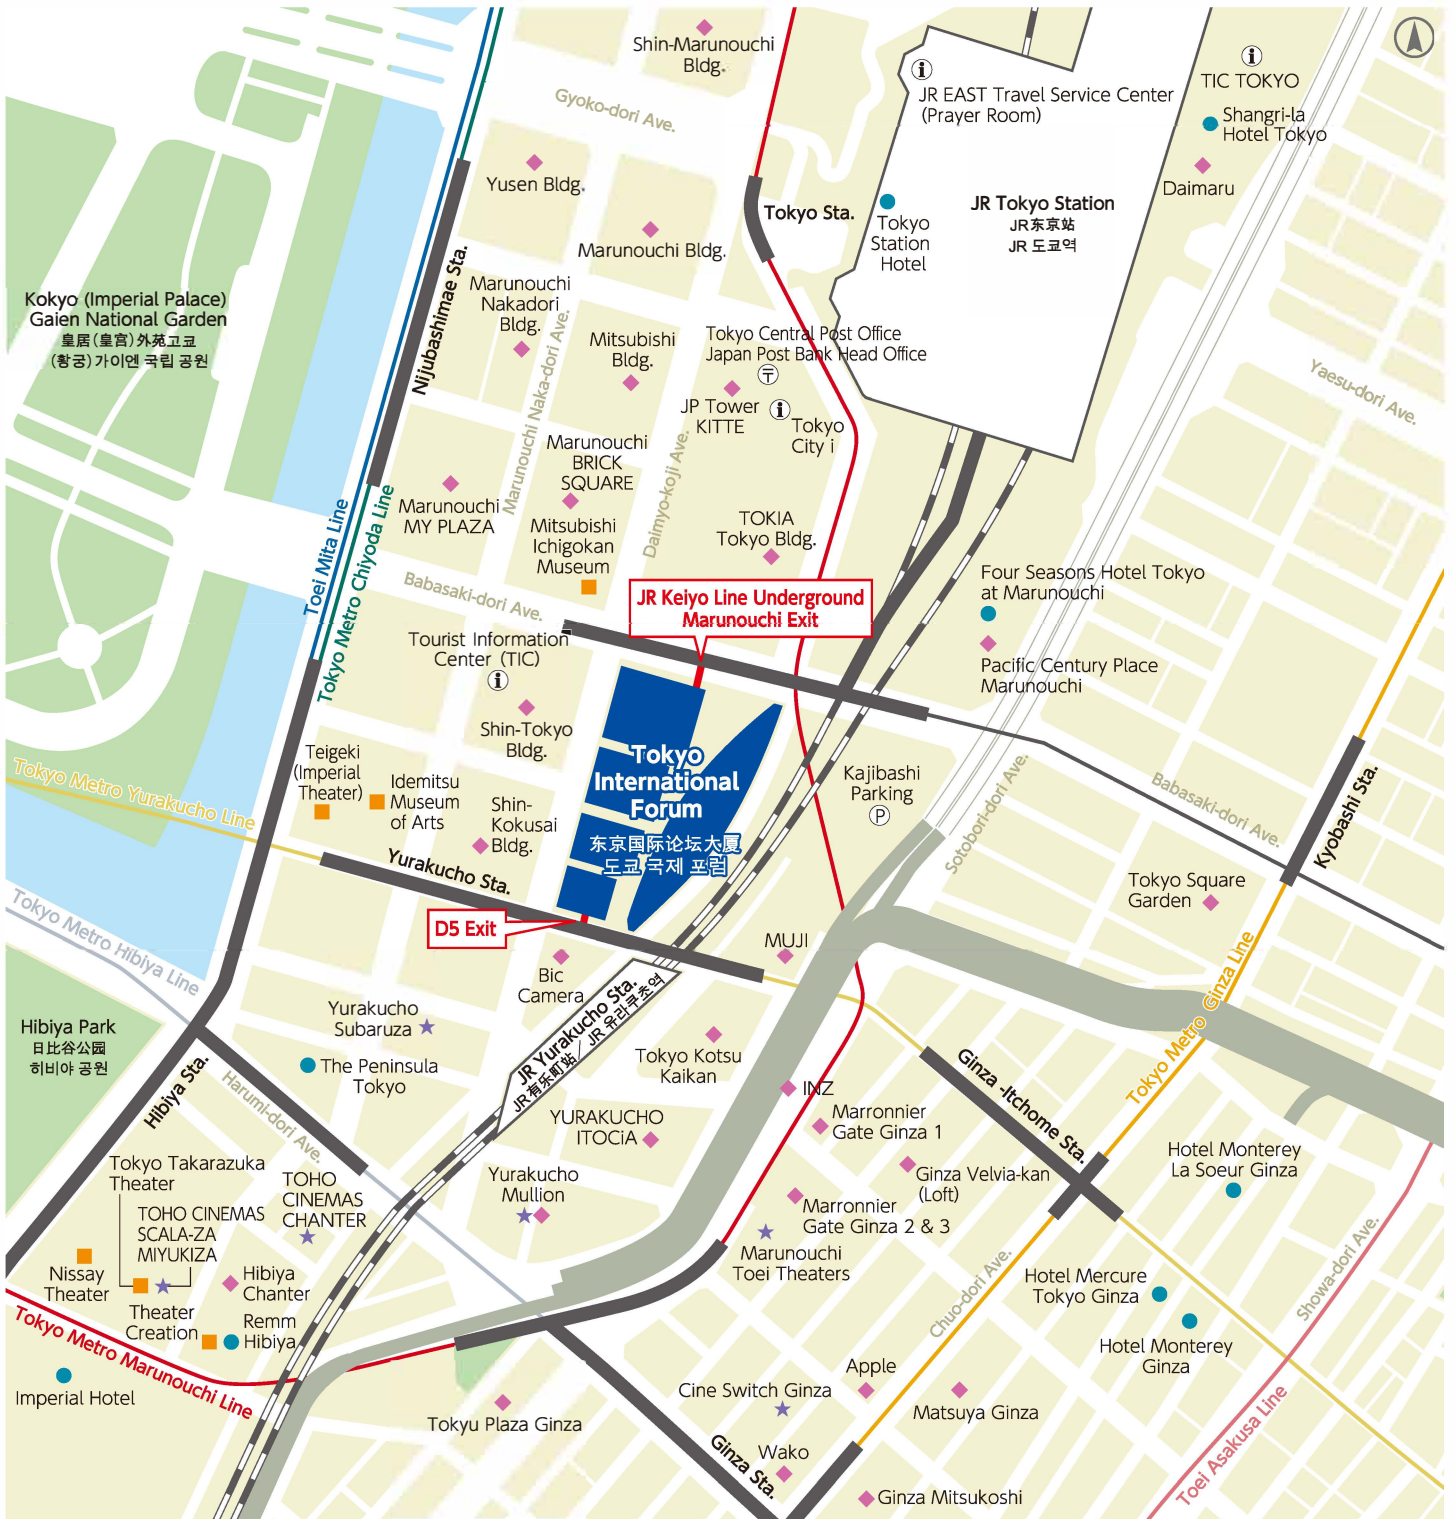 Shin-Marunouchi
Bldg.
Gyoko-dori Ave.
JR EAST Travel Service Center
(Prayer Room)
TIC TOKYO
Shangri-la
Hotel Tokyo
Daimaru
Yusen Bldg.
Marunouchi Bldg.
Tokyo Sta.
Tokyo
Station
Hotel
JR Tokyo Station
JR东京站
JR 도쿄역
Kokyo (Imperial Palace)
Gaien National Garden
皇居(皇宫)外苑고쿄
(황궁)가이엔 국립 공원
Nijubashimae Sta.
Marunouchi
Nakadori
Bldg.
Marunouchi Naka-dori Ave.
Mitsubishi
Bldg.
Tokyo Central Post Office
Japan Post Bank Head Office
〒
JP Tower
KITTE
Tokyo
City i
Yaesu-dori Ave.
Marunouchi
BRICK
SQUARE
Daimyo-koji Ave.
Marunouchi
MY PLAZA
Mitsubishi
Ichigokan
Museum
TOKIA
Tokyo Bldg.
Toei Mita Line
Tokyo Metro Chiyoda Line
Babasaki-dori Ave.
JR Keiyo Line Underground
Marunouchi Exit
Four Seasons Hotel Tokyo
at Marunouchi
Pacific Century Place
Marunouchi
Tourist Information
Center (TIC)
Shin-Tokyo
Bldg.
Teigeki
(Imperial
Theater)
Idemitsu
Museum
of Arts
Shin-
Kokusai
Bldg.
Tokyo
International
Forum
东京国际论坛大厦
도쿄 국제 포럼
Kajibashi
Parking
P
Sotobori-dori Ave.
Babasaki-dori Ave.
Kyobashi Sta.
Tokyo Metro Yurakucho Line
Yurakucho Sta.
D5 Exit
Tokyo Square
Garden
Tokyo Metro Hibiya Line
Bic
Camera
MUJI
Tokyo Metro Ginza Line
Hibiya Park
日比谷公园
히비야 공원
Yurakucho
Subaruza
The Peninsula
Tokyo
JR Yurakucho Sta.
JR有乐町站 / JR 유라쿠초역
Tokyo Kotsu
Kaikan
Hibiya Sta.
Harumi-dori Ave.
INZ
Ginza -Itchome Sta.
YURAKUCHO
ITOCiA
Marronnier
Gate Ginza 1
Hotel Monterey
La Soeur Ginza
Tokyo Takarazuka
Theater
TOHO
CINEMAS
CHANTER
Yurakucho
Mullion
Ginza Velvia-kan
(Loft)
TOHO CINEMAS
SCALA-ZA
MIYUKIZA
Marronnier
Gate Ginza 2 & 3
Marunouchi
Toei Theaters
Nissay
Theater
Hibiya
Chanter
Theater
Creation
Remm
Hibiya
Chuo-dori Ave.
Hotel Mercure
Tokyo Ginza
Showa-dori Ave.
Hotel Monterey
Ginza
Tokyo Metro Marunouchi Line
Imperial Hotel
Tokyu Plaza Ginza
Apple
Cine Switch Ginza
Matsuya Ginza
Toei Asakusa Line
Ginza Sta.
Wako
Ginza Mitsukoshi